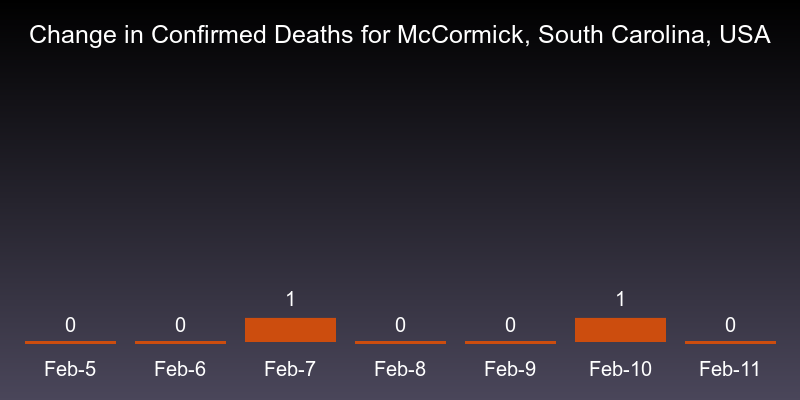 Change in Confirmed Deaths for McCormick, South Carolina, USA
0 0 1 0 0 1 0
Feb-5 Feb-6 Feb-7 Feb-8 Feb-9 Feb-10 Feb-11